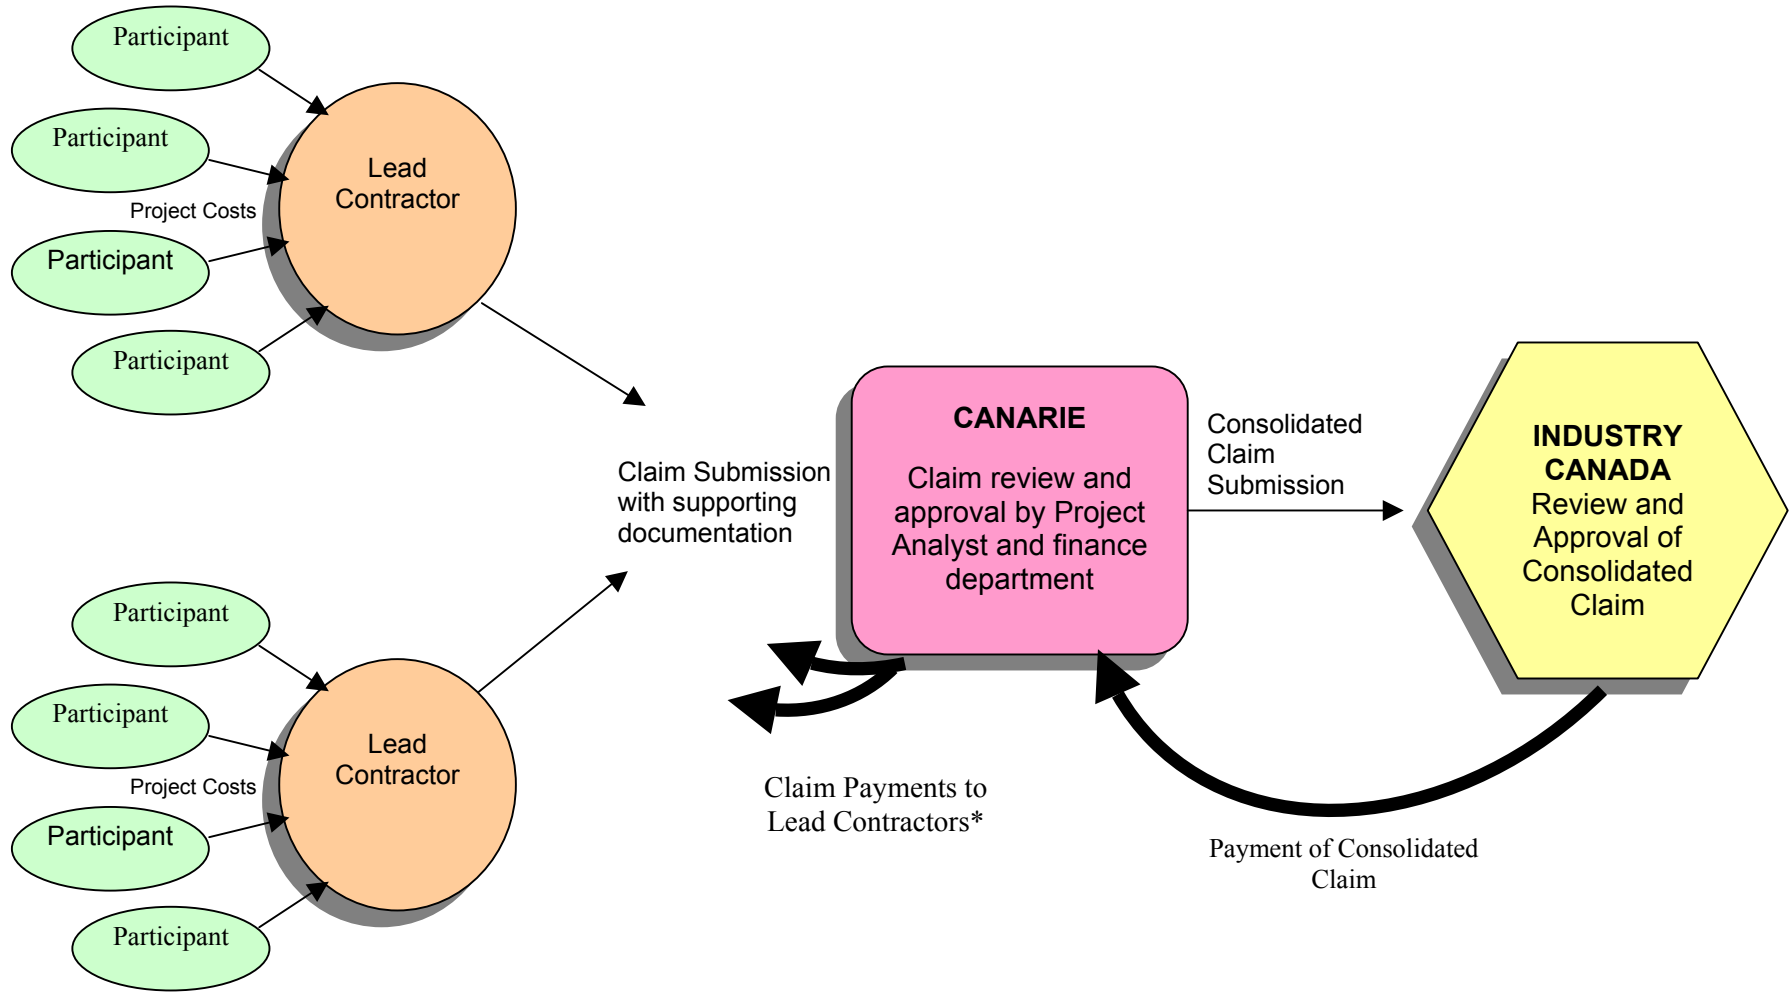 Participant
Participant
Project Costs
Participant
Participant
Lead
Contractor
Participant
Participant
Project Costs
Participant
Participant
Lead
Contractor
Claim Submission
with supporting
documentation
CANARIE
Claim review and
approval by Project
Analyst and finance
department
Consolidated
Claim
Submission
INDUSTRY
CANADA
Review and
Approval of
Consolidated
Claim
Claim Payments to
Lead Contractors*
Payment of Consolidated
Claim